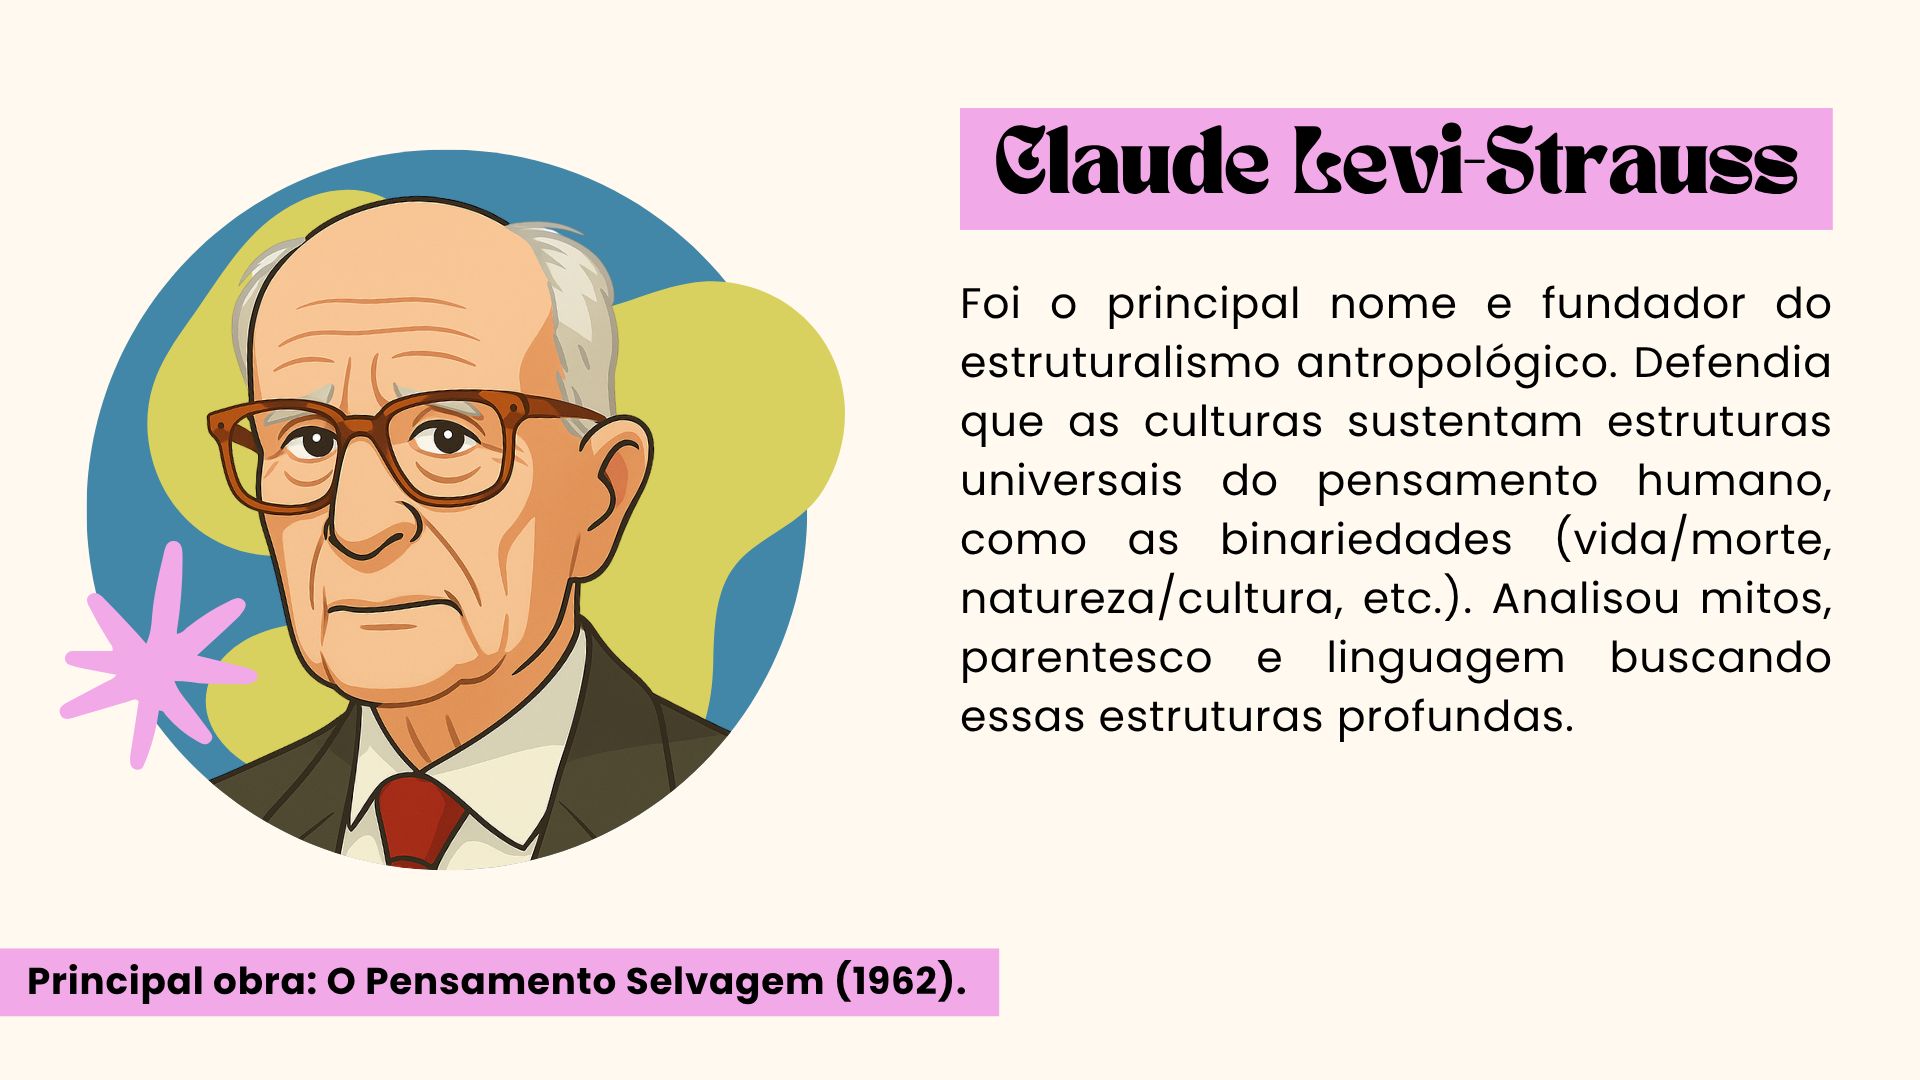 Claude Levi-Strauss
Foi o principal nome e fundador do
estruturalismo antropológico. Defendia
que as culturas sustentam estruturas
universais do pensamento humano,
como as binariedades (vida/morte,
natureza/cultura, etc.). Analisou mitos,
parentesco e linguagem buscando
essas estruturas profundas.
Principal obra: O Pensamento Selvagem (1962).